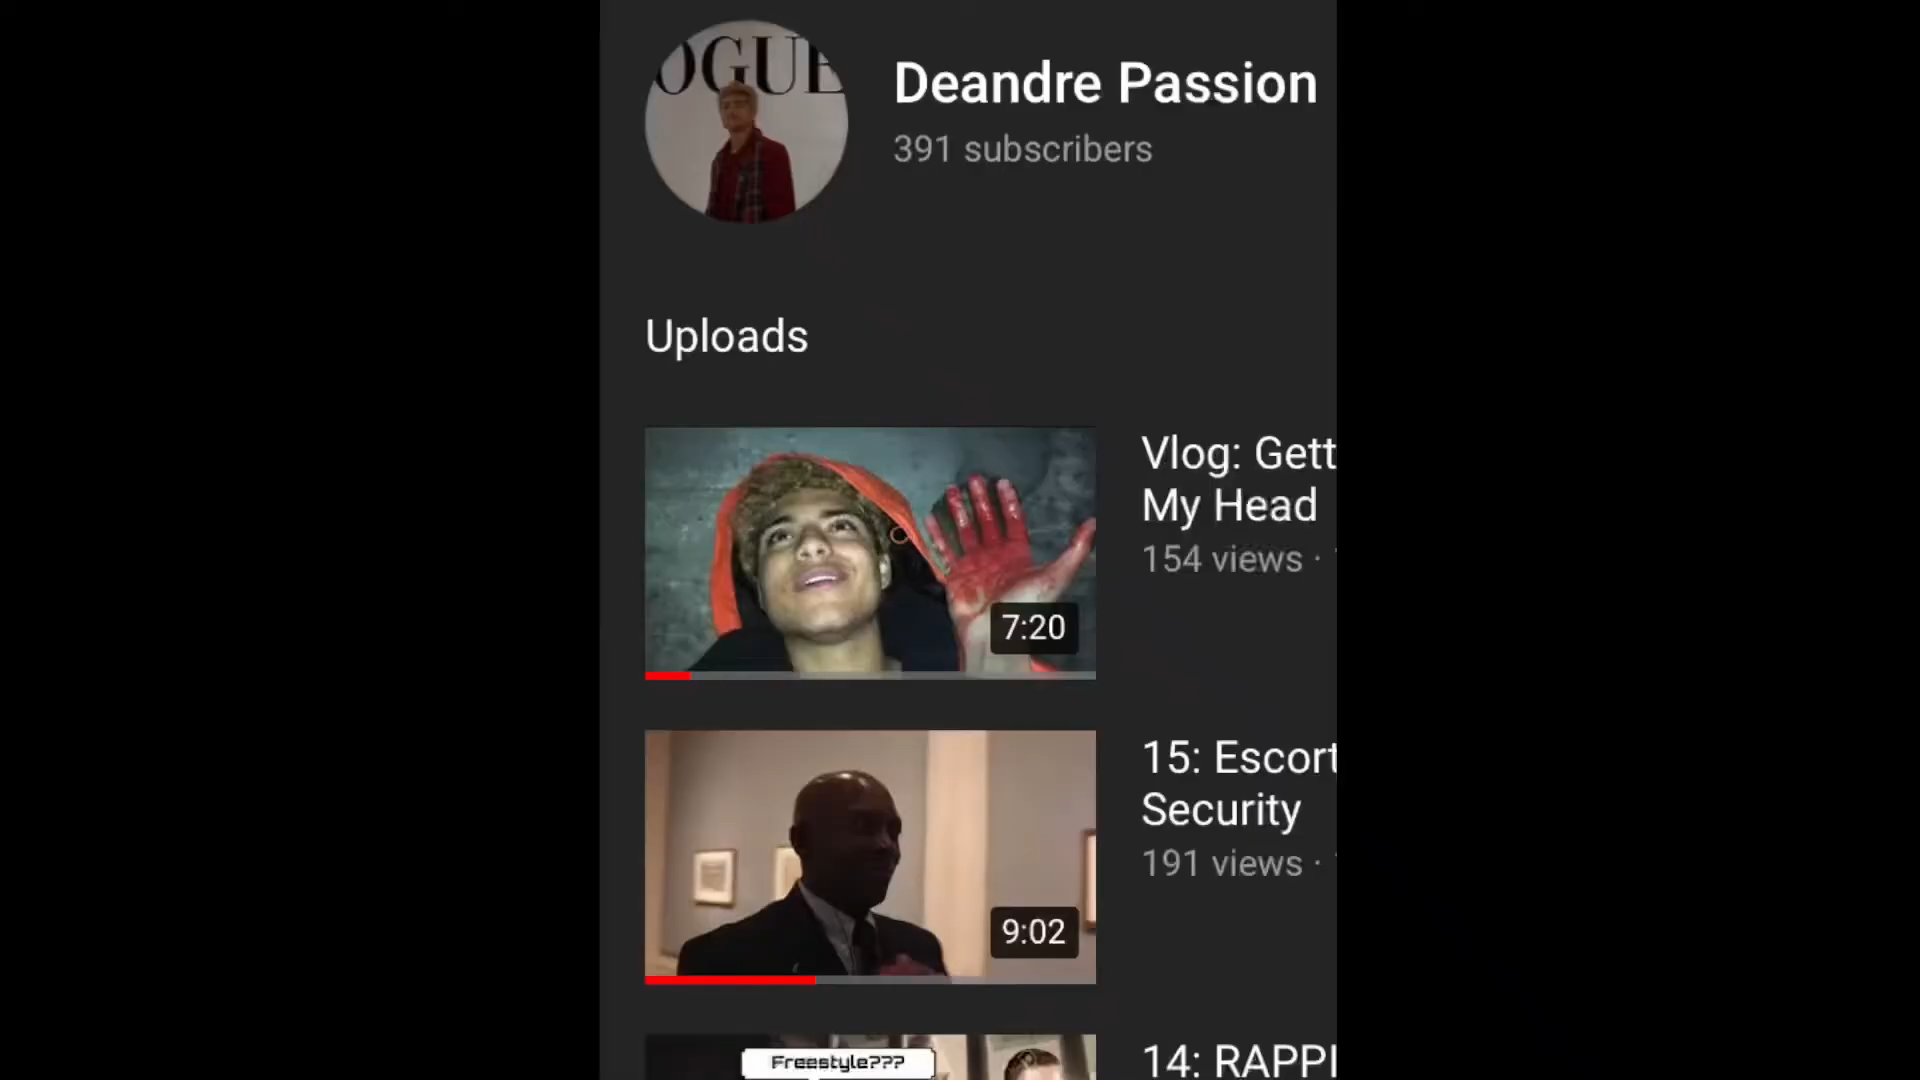 OGUE
Deandre Passion
391 subscribers
Uploads
Vlog: Gett
My Head
154 views ·
7:20
15: Escort
Security
191 views ·
9:02
Freestyle???
14: RAPPI